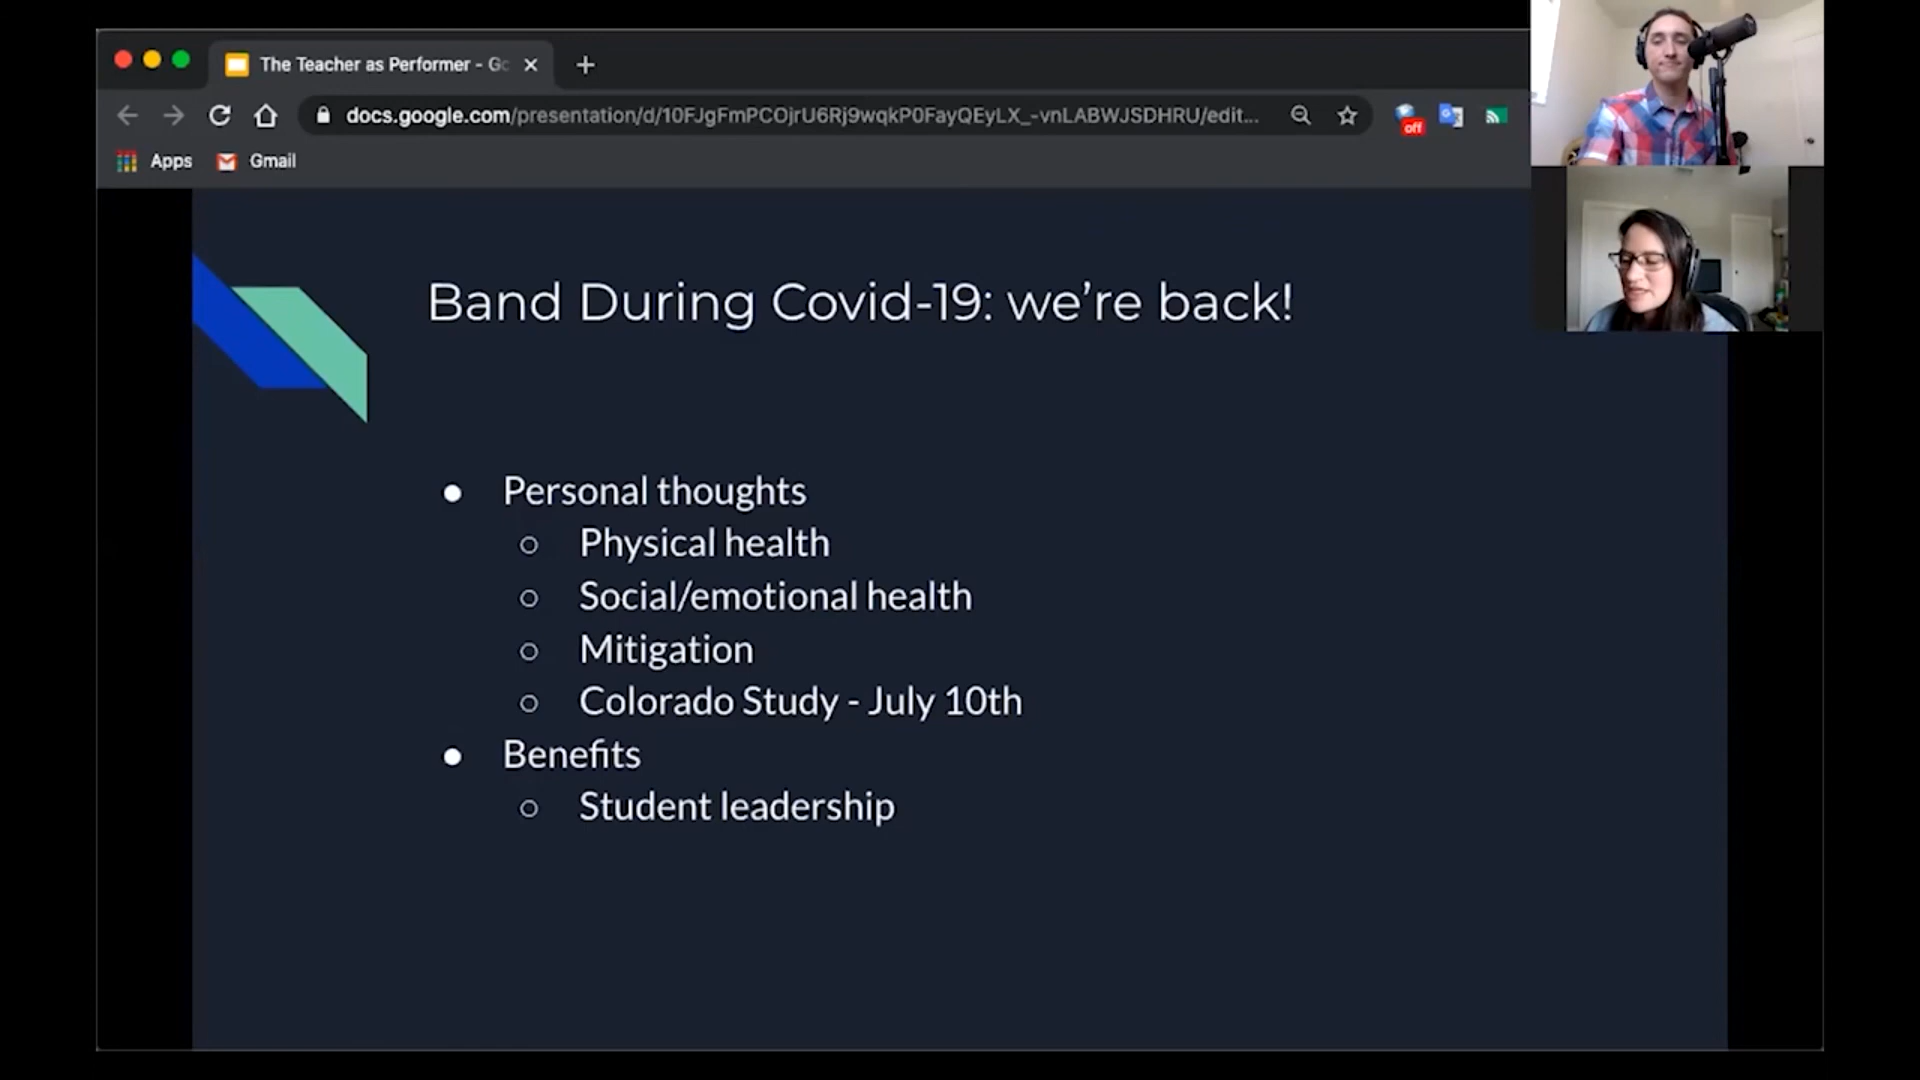 The Teacher as Performer - Go
docs.google.com/presentation/d/10FJgFmPCOjrU6Rj9wqkP0FayQEyLX_-vnLABWJSDHRU/edit...
off
Apps
Gmail
Band During Covid-19: we're back!
Personal thoughts
Physical health
Social/emotional health
Mitigation
Colorado Study - July 10th
Benefits
Student leadership